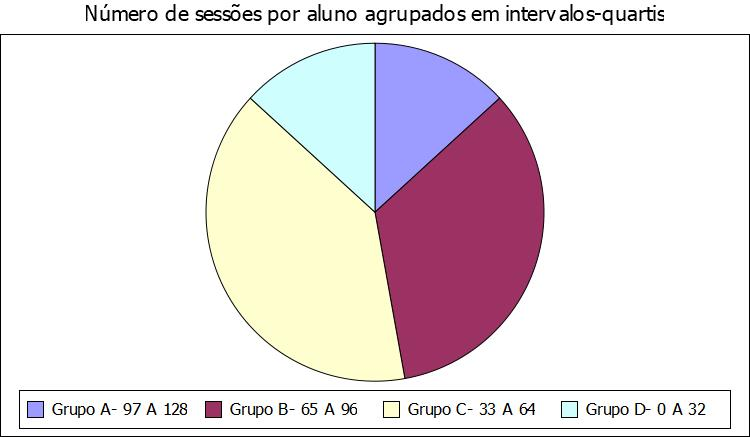 Número de sessões por aluno agrupados em intervalos-quartis
Grupo A- 97 A 128
Grupo B- 65 A 96
Grupo C- 33 A 64
Grupo D- 0 A 32